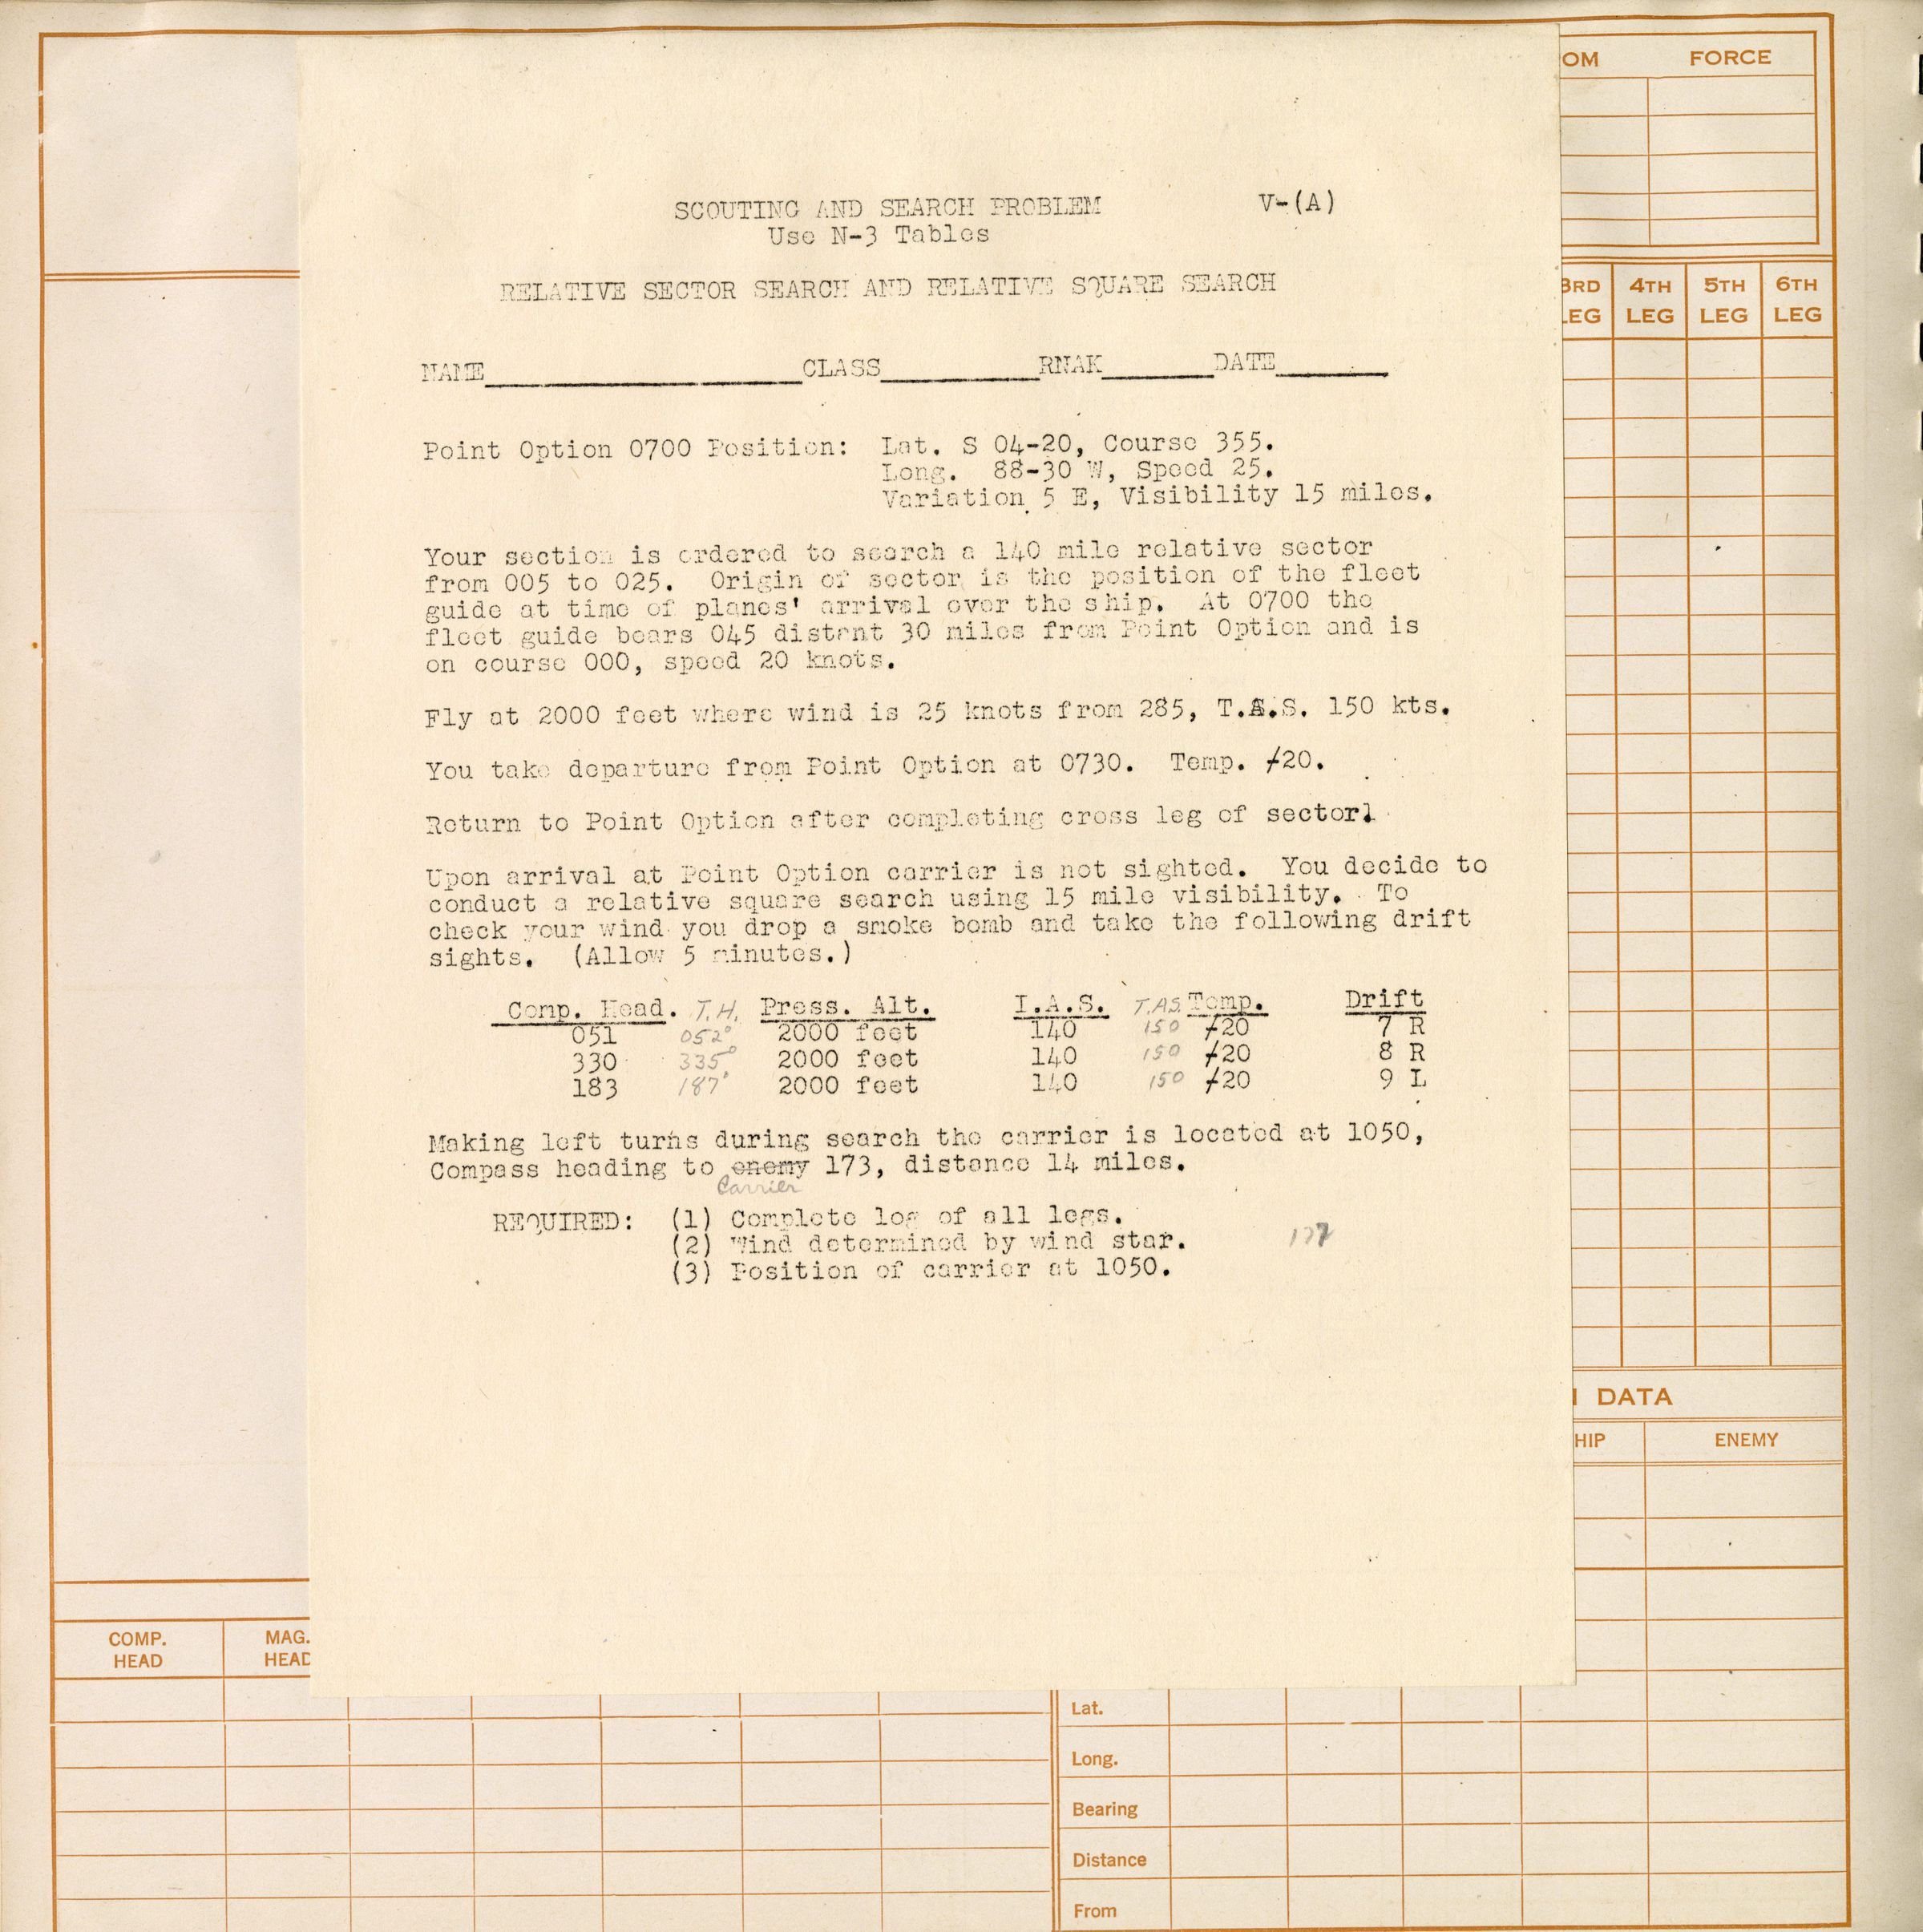 SCOUTING AND SEARCH PROBLEM V-(A)
Use N-3 Tables
RELATIVE SECTOR SEARCH AND RELATIVE SQUARE SEARCH
NAME CLASS RNAK DATE
Point Option 0700 Position: Lat. S 04-20, Course 355.
Long. 88-30 W, Speed 25.
Variation 5 E, Visibility 15 miles.
Your section is ordered to search a 140 mile relative sector
from 005 to 025. Origin of sector is the position of the fleet
guide at time of planes' arrival over the ship. At 0700 the
fleet guide bears 045 distant 30 miles from Point Option and is
on course 000, speed 20 knots.
Fly at 2000 feet where wind is 25 knots from 285, T.A.S. 150 kts.
You take departure from Point Option at 0730. Temp. +20.
Return to Point Option after completing cross leg of sector.
Upon arrival at Point Option carrier is not sighted. You decide to
conduct a relative square search using 15 mile visibility. To
check your wind you drop a smoke bomb and take the following drift
sights. (Allow 5 minutes.)
Comp. Head. T.H. Press. Alt. I.A.S. T.A.S. Temp. Drift
051 052° 2000 feet 140 150 +20 7 R
330 335° 2000 feet 140 150 +20 8 R
183 187° 2000 feet 140 150 +20 9 L
Making left turns during search the carrier is located at 1050,
Compass heading to enemy 173, distance 14 miles.
Carrier
REQUIRED: (1) Complete log of all legs.
(2) Wind determined by wind star.
(3) Position of carrier at 1050.
OM FORCE
3RD LEG 4TH LEG 5TH LEG 6TH LEG
DATA
HIP ENEMY
COMP. HEAD MAG. HEAD
Lat.
Long.
Bearing
Distance
From